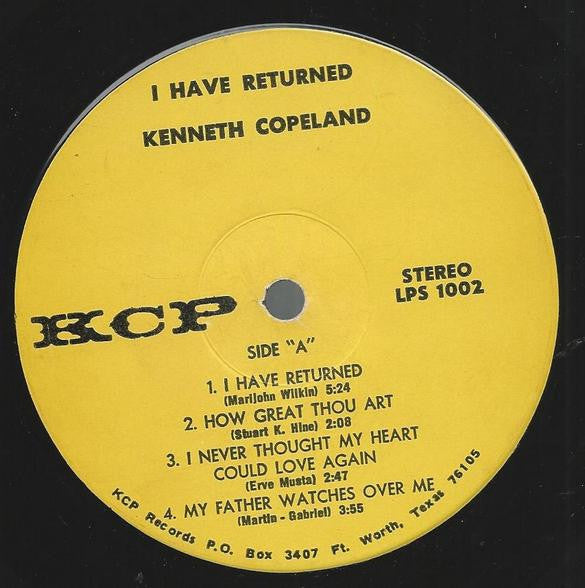 I HAVE RETURNED
KENNETH COPELAND
STEREO
LPS 1002
KCP
SIDE "A"
1. I HAVE RETURNED
(Marijohn Wilkin) 5:24
2. HOW GREAT THOU ART
(Stuart K. Hine) 2:08
3. I NEVER THOUGHT MY HEART
COULD LOVE AGAIN
(Erve Musta) 2:47
4. MY FATHER WATCHES OVER ME
(Martin - Gabriel) 3:55
KCP Records P.O. Box 3407 Ft. Worth, Texas 76105